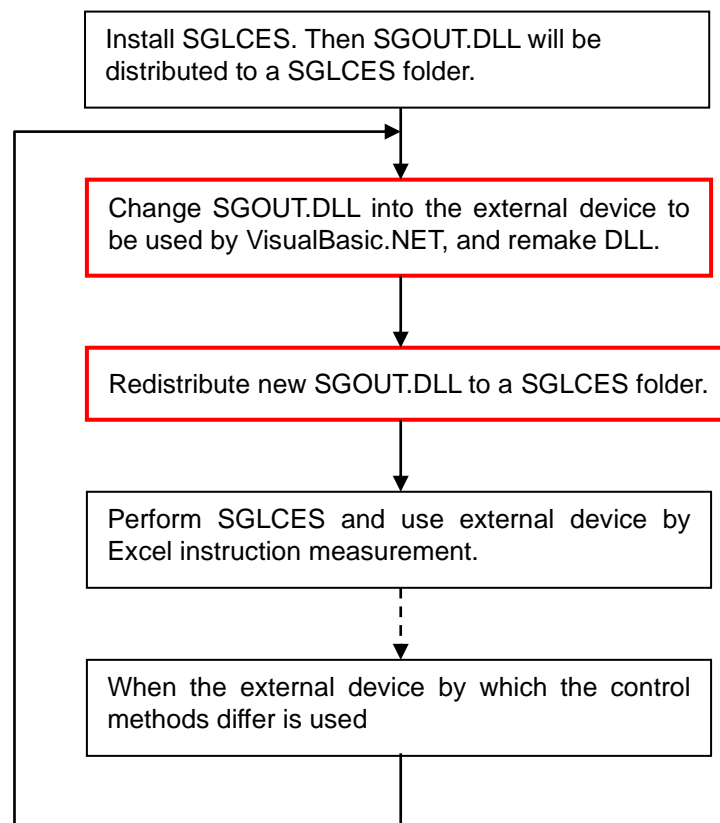 Install SGLCES. Then SGOUT.DLL will be
distributed to a SGLCES folder.
Change SGOUT.DLL into the external device to
be used by VisualBasic.NET, and remake DLL.
Redistribute new SGOUT.DLL to a SGLCES folder.
Perform SGLCES and use external device by
Excel instruction measurement.
When the external device by which the control
methods differ is used